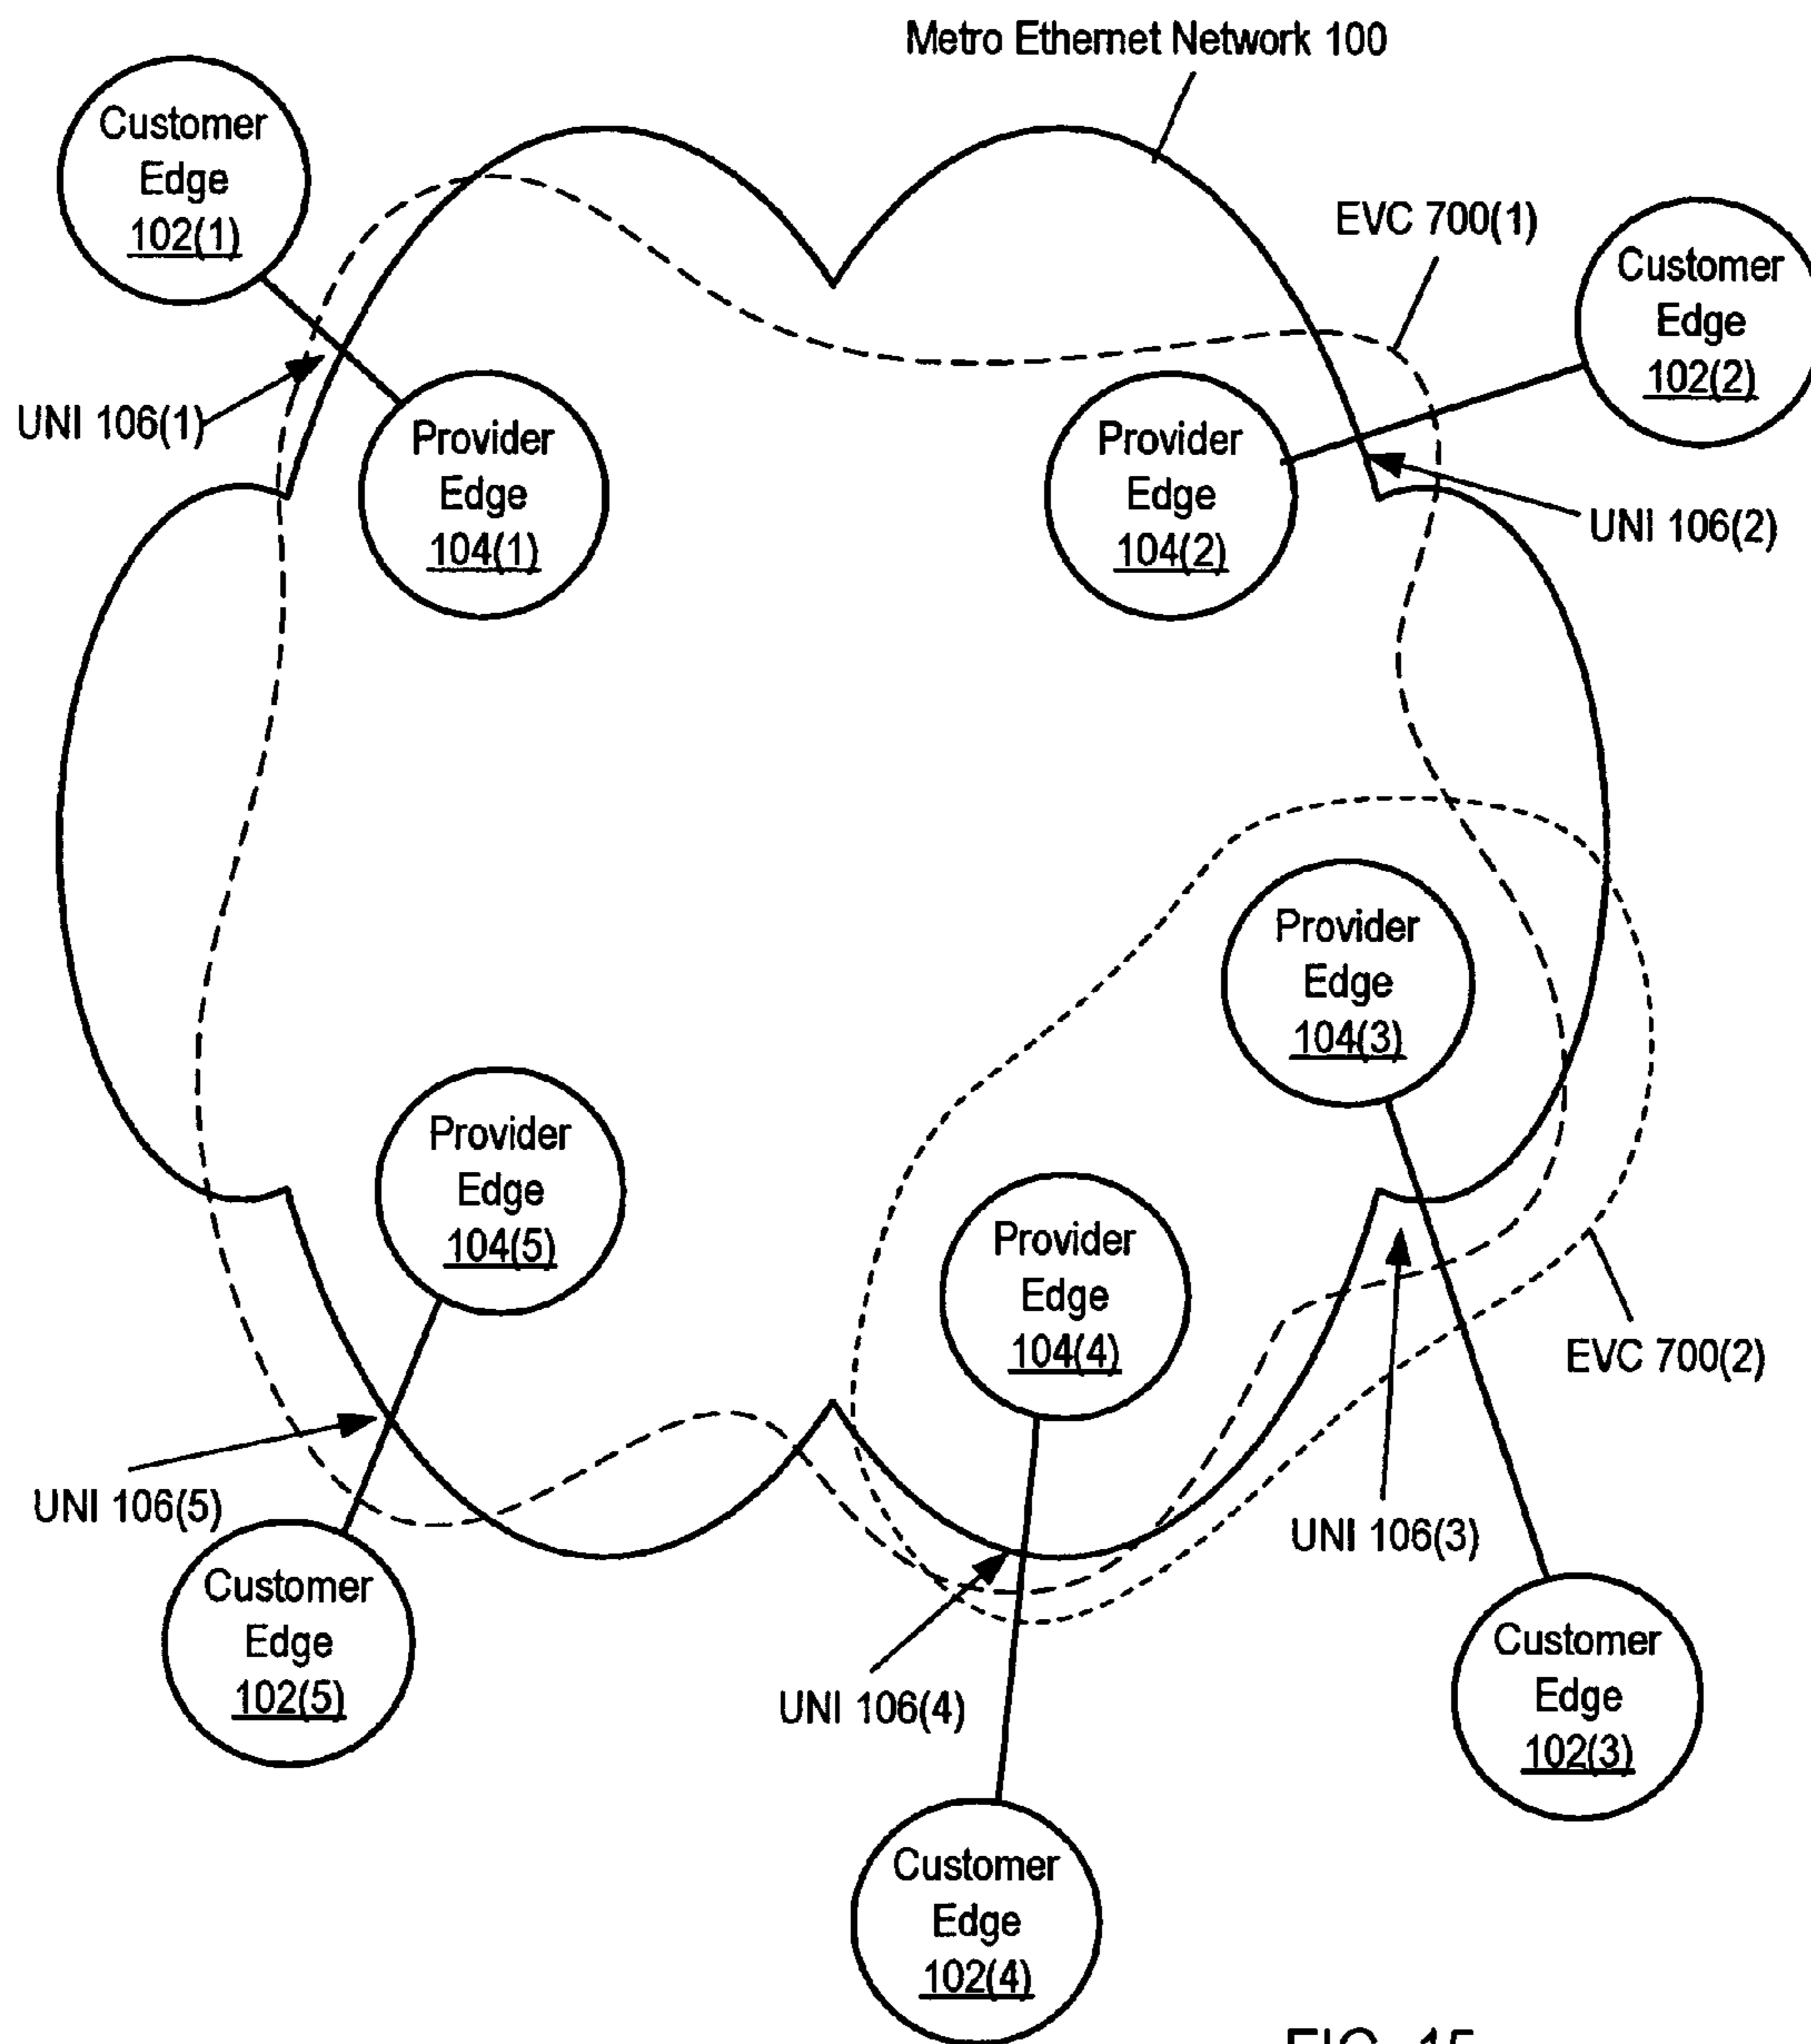 Metro Ethernet Network 100
Customer
Edge
102(1)
EVC 700(1)
Customer
Edge
102(2)
UNI 106(1)
Provider
Edge
104(1)
Provider
Edge
104(2)
UNI 106(2)
Provider
Edge
104(3)
Provider
Edge
104(5)
Provider
Edge
104(4)
EVC 700(2)
UNI 106(5)
UNI 106(3)
Customer
Edge
102(5)
UNI 106(4)
Customer
Edge
102(3)
Customer
Edge
102(4)
FIG. 15